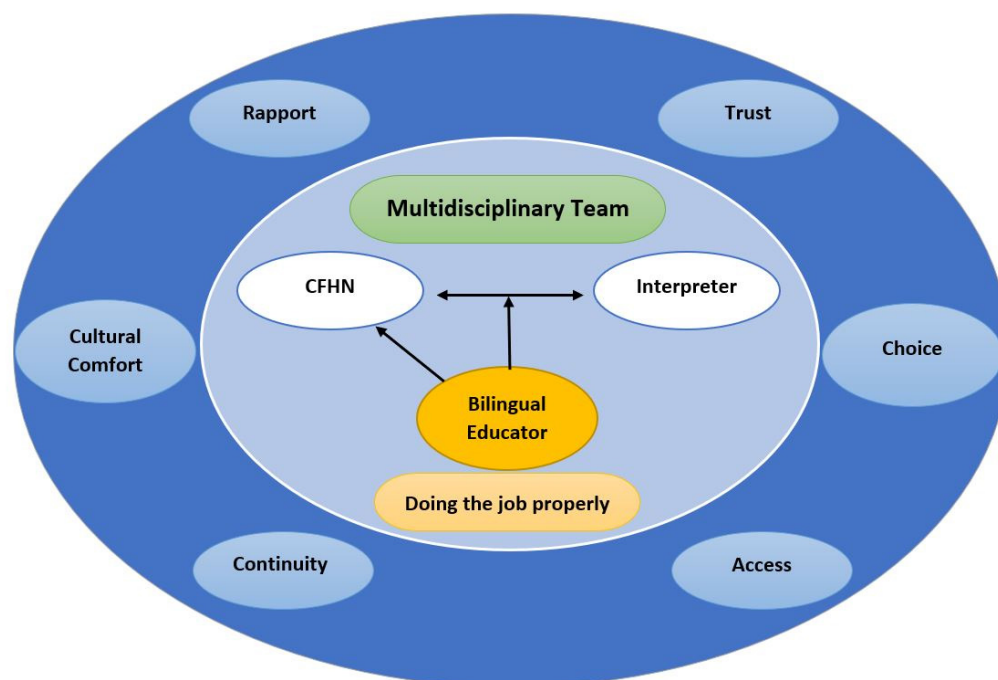 Rapport
Trust
Multidisciplinary Team
CFHN
Interpreter
Cultural
Comfort
Choice
Bilingual
Educator
Doing the job properly
Continuity
Access